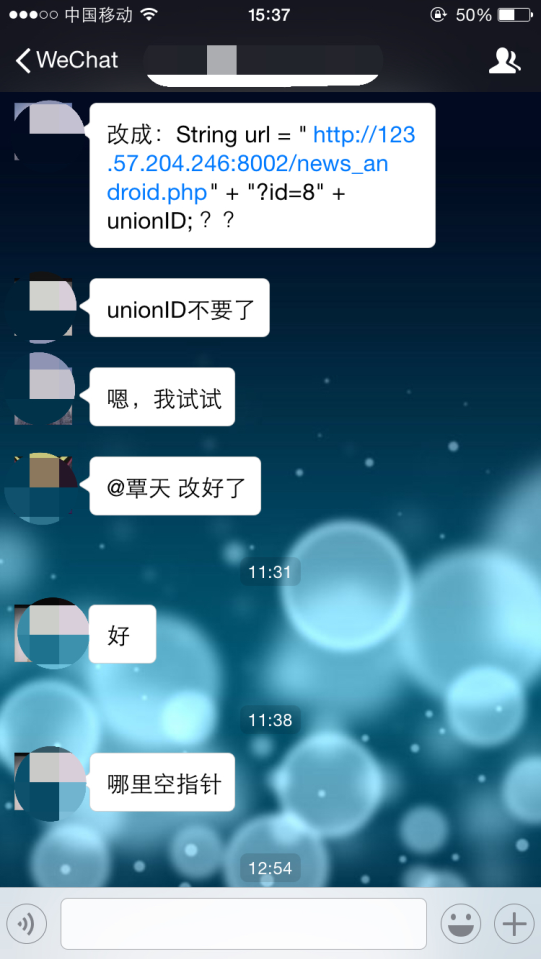 中国移动 15:37 50%
WeChat
改成：String url = " http://123
.57.204.246:8002/news_an
droid.php" + "?id=8" +
unionID;？？
unionID不要了
嗯，我试试
@覃天 改好了
11:31
好
11:38
哪里空指针
12:54